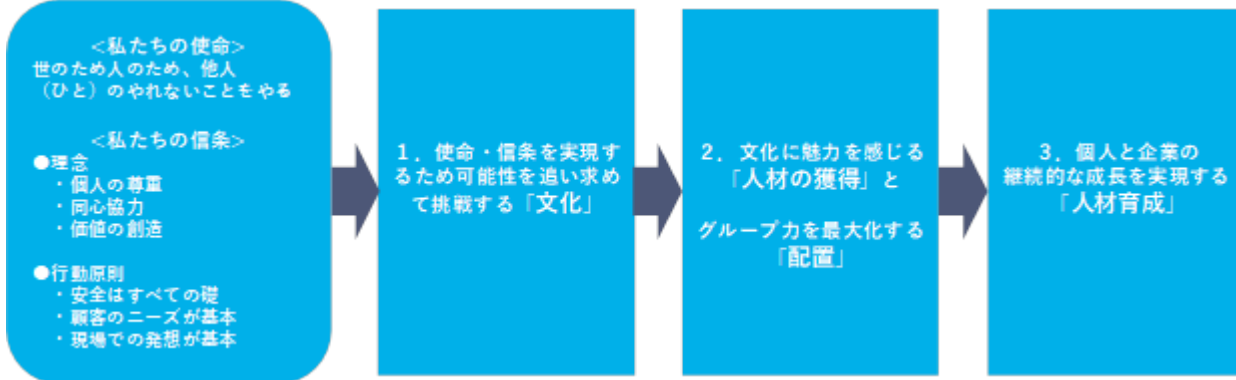 <私たちの使命>
世のため人のため、他人
（ひと）のやれないことをやる
<私たちの信条>
●理念
・個人の尊重
・同心協力
・価値の創造
●行動原則
・安全はすべての礎
・顧客のニーズが基本
・現場での発想が基本
1．使命・信条を実現す
るため可能性を追い求め
て挑戦する「文化」
2．文化に魅力を感じる
「人材の獲得」と
グループ力を最大化する
「配置」
3．個人と企業の
継続的な成長を実現する
「人材育成」